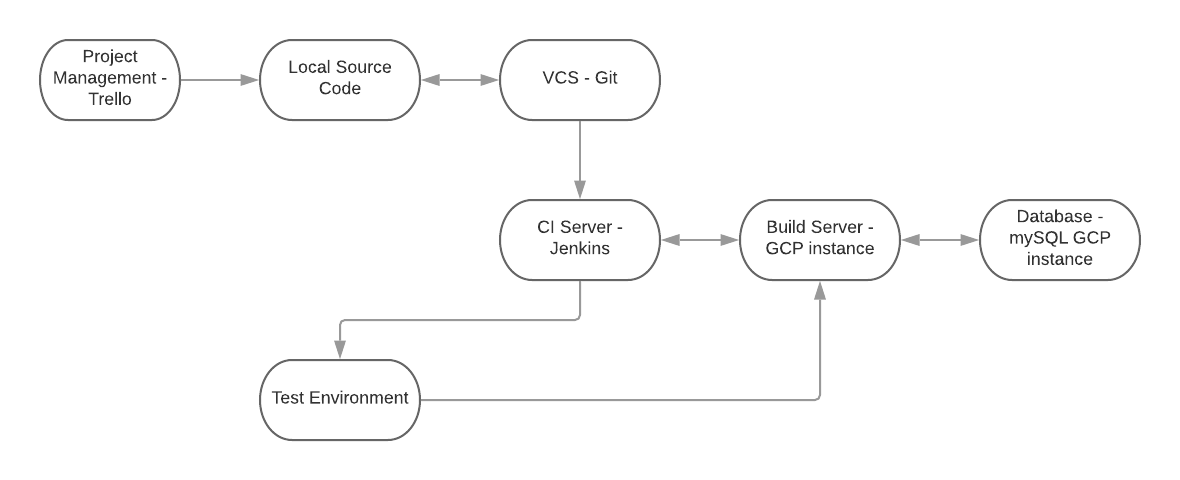 Project
Management -
Trello
Local Source
Code
VCS - Git
CI Server -
Jenkins
Build Server -
GCP instance
Database -
mySQL GCP
instance
Test Environment